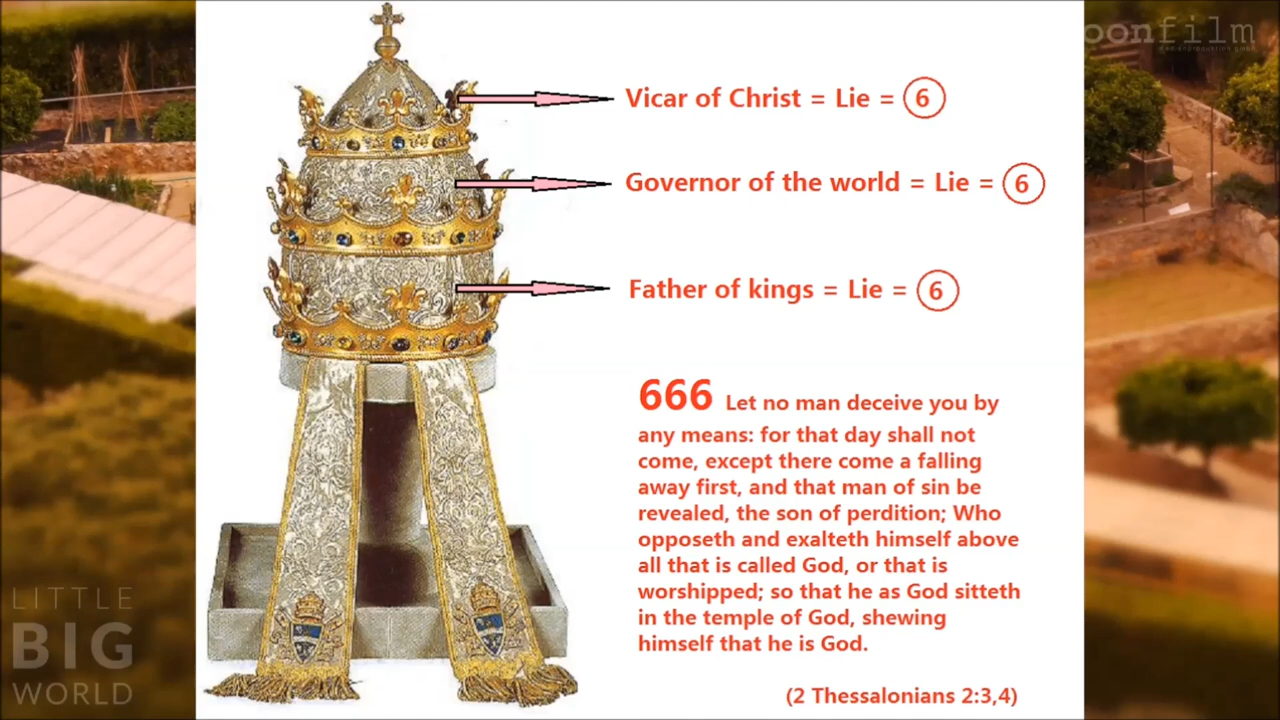 oonfilm
Vicar of Christ = Lie = 6
Governor of the world = Lie = 6
Father of kings = Lie = 6
666 Let no man deceive you by
any means: for that day shall not
come, except there come a falling
away first, and that man of sin be
revealed, the son of perdition; Who
opposeth and exalteth himself above
all that is called God, or that is
worshipped; so that he as God sitteth
in the temple of God, shewing
himself that he is God.
(2 Thessalonians 2:3,4)
LITTLE
BIG
WORLD